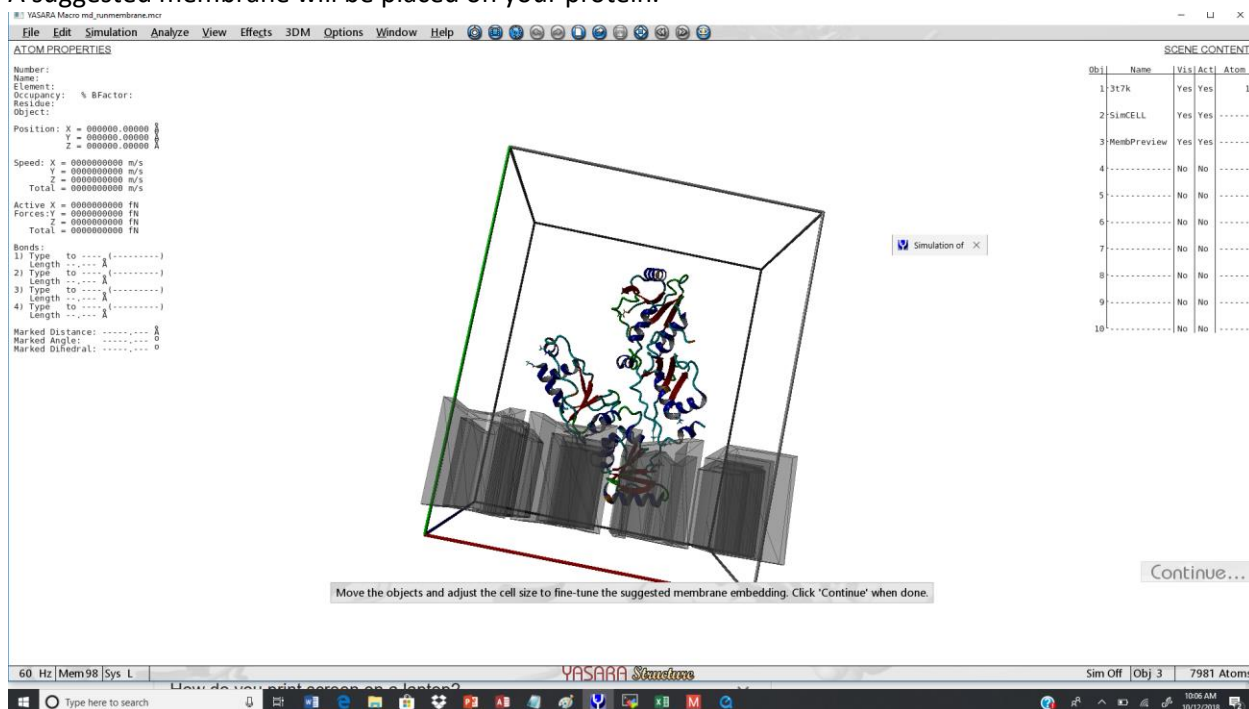 A suggested membrane will be placed on your protein.
YASARA Macro md_runmembrane.mcr
File Edit Simulation Analyze View Effects 3DM Options Window Help
ATOM PROPERTIES
SCENE CONTENT
Number:
Name:
Element:
Occupancy: % BFactor:
Residue:
Object:
Position: X = 000000.00000 Å
Y = 000000.00000 Å
Z = 000000.00000 Å
Speed: X = 0000000000 m/s
Y = 0000000000 m/s
Z = 0000000000 m/s
Total = 0000000000 m/s
Active X = 0000000000 fN
Forces:Y = 0000000000 fN
Z = 0000000000 fN
Total = 0000000000 fN
Bonds:
1) Type to ----,(---------)
Length --,--- Å
2) Type to ----,(---------)
Length --,--- Å
3) Type to ----,(---------)
Length --,--- Å
4) Type to ----,(---------)
Length --,--- Å
Marked Distance: -----,--- Å
Marked Angle: -----,--- o
Marked Dihedral: -----,--- o
Obj Name Vis Act Atom
1 3t7k Yes Yes 1
2 SimCELL Yes Yes ------
3 MembPreview Yes Yes ------
4 ------------ No No ------
5 ------------ No No ------
6 ------------ No No ------
7 ------------ No No ------
8 ------------ No No ------
9 ------------ No No ------
10 ------------ No No ------
Simulation of ×
Continue...
Move the objects and adjust the cell size to fine-tune the suggested membrane embedding. Click 'Continue' when done.
60 Hz Mem98 Sys L YASARA Structure Sim Off Obj 3 7981 Atoms
How do you print screen on a laptop?
Type here to search
10:06 AM
10/12/2018